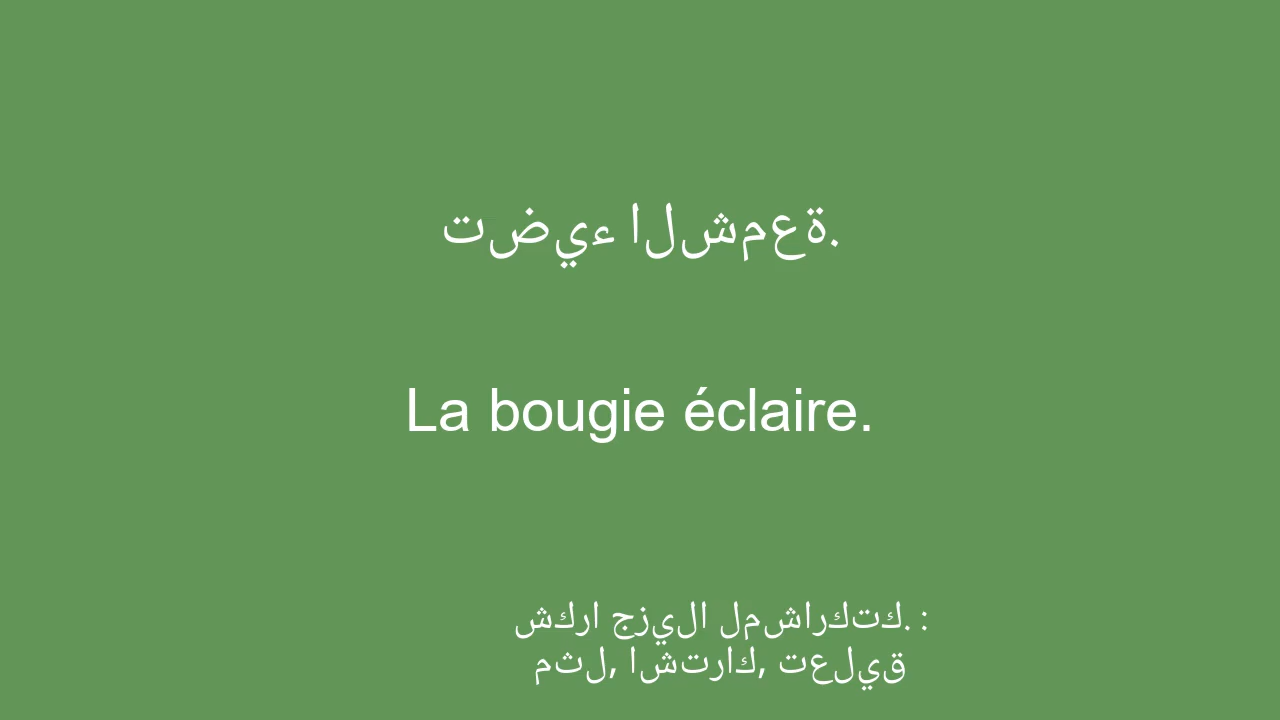 تضيء الشمعة.
La bougie éclaire.
شكرا جزيلا لمشاركتك. :
مثل, اشتراك, تعليق